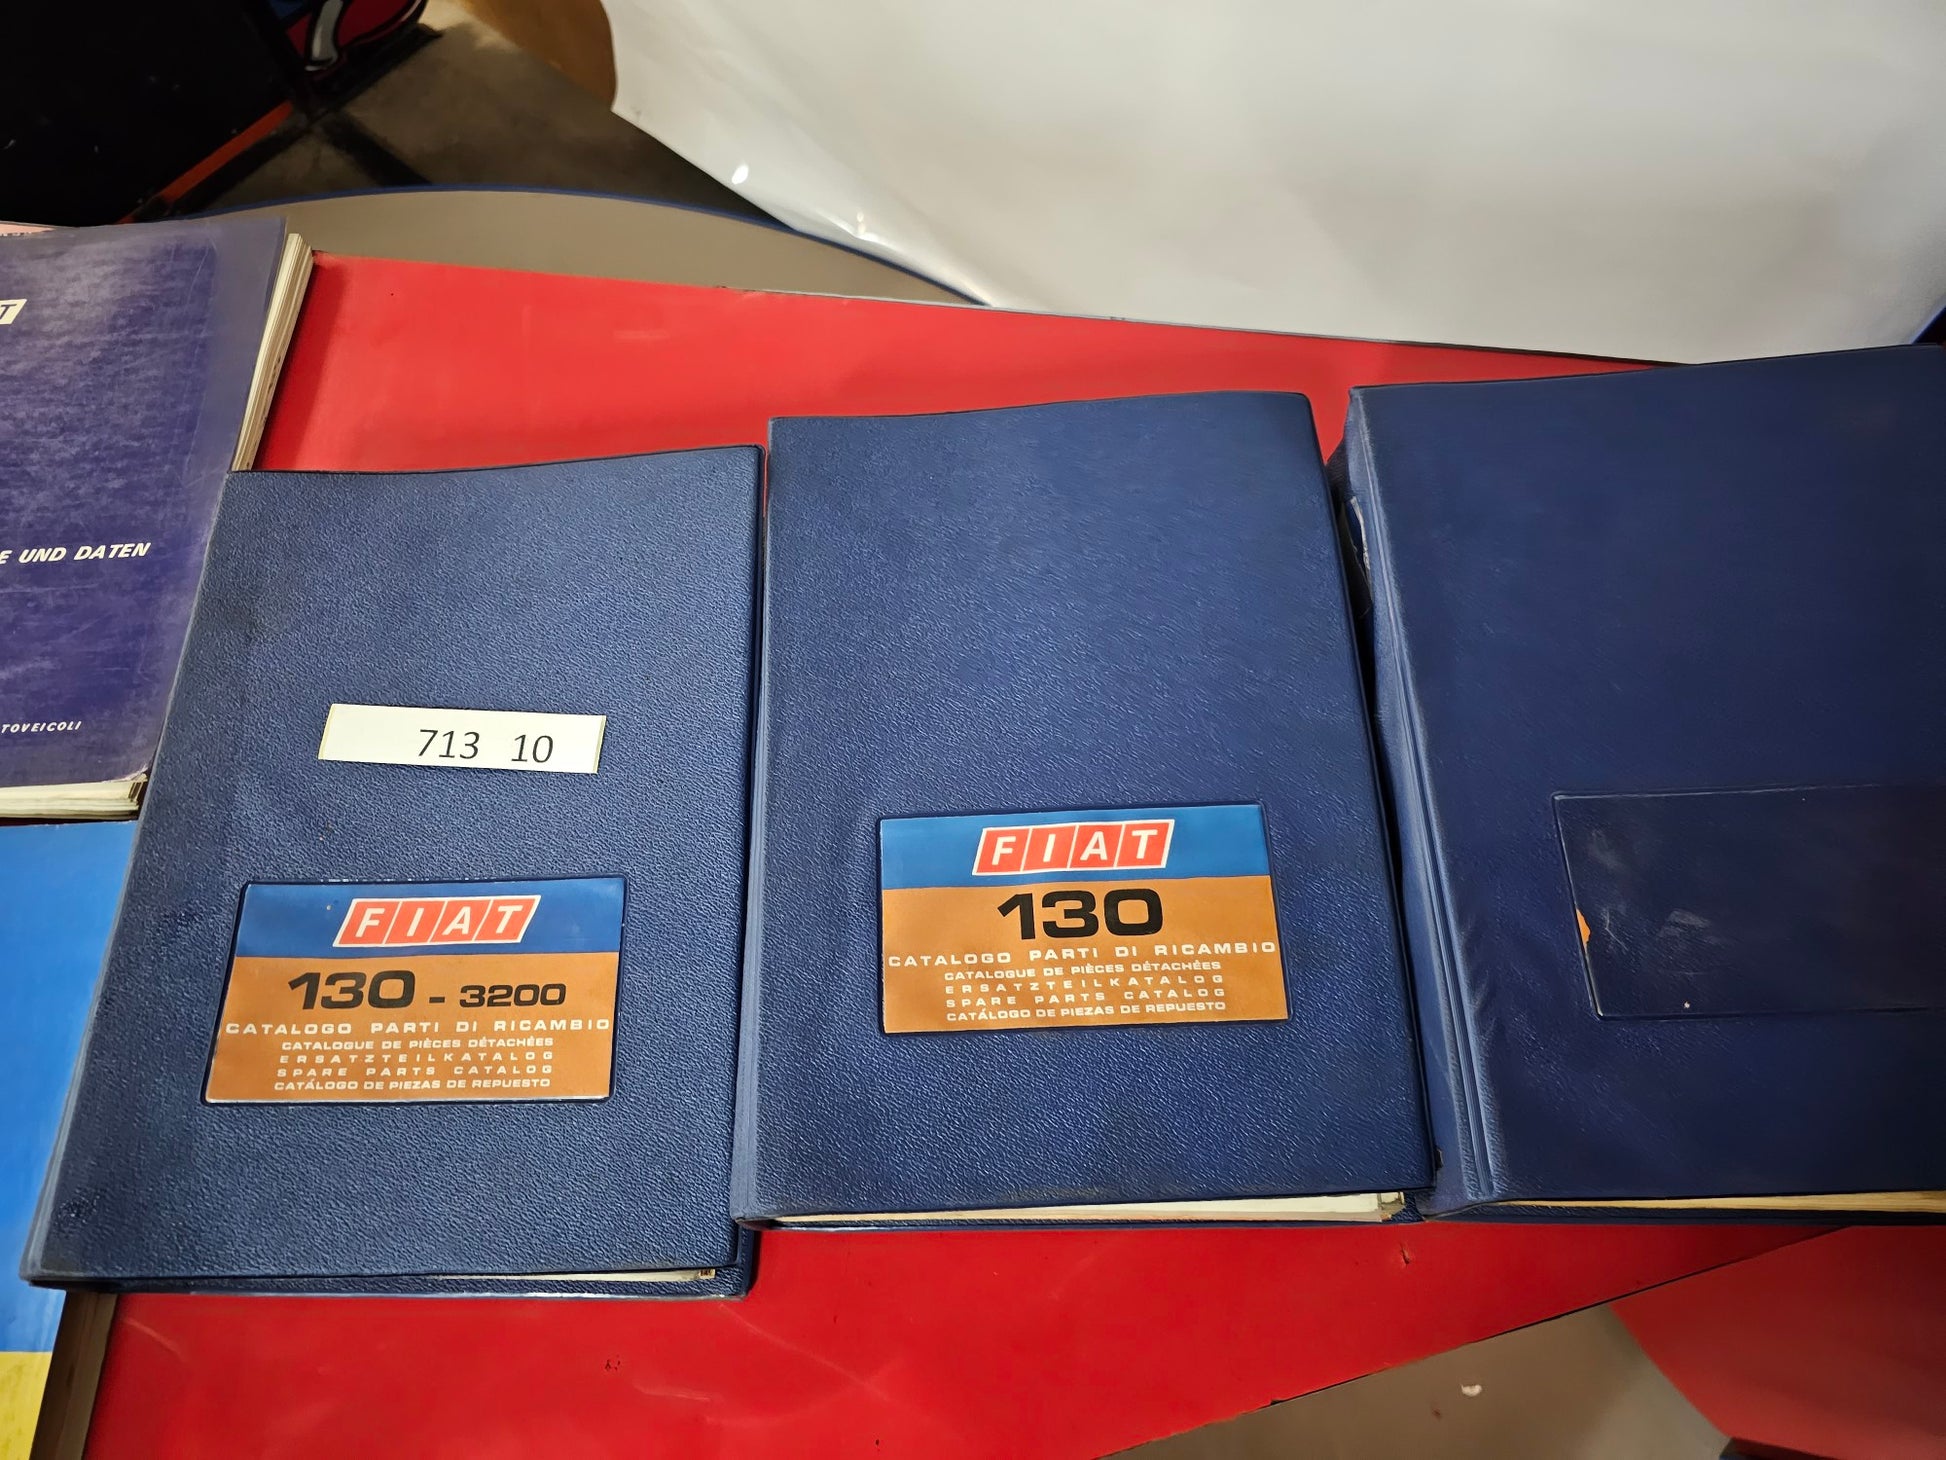 UND DATEN
713 10
FIAT
130 - 3200
CATALOGO PARTI DI RICAMBIO
CATALOGUE DE PIÈCES DÉTACHÉES
ERSATZTEILKATALOG
SPARE PARTS CATALOG
CATÁLOGO DE PIEZAS DE REPUESTO
FIAT
130
CATALOGO PARTI DI RICAMBIO
CATALOGUE DE PIÈCES DÉTACHÉES
ERSATZTEILKATALOG
SPARE PARTS CATALOG
CATÁLOGO DE PIEZAS DE REPUESTO